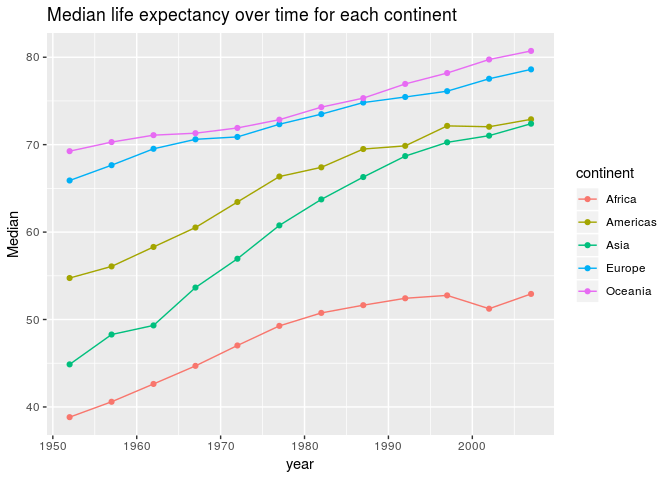 Median life expectancy over time for each continent
80
70
60
50
40
Median
1950
1960
1970
1980
1990
2000
year
continent
Africa
Americas
Asia
Europe
Oceania